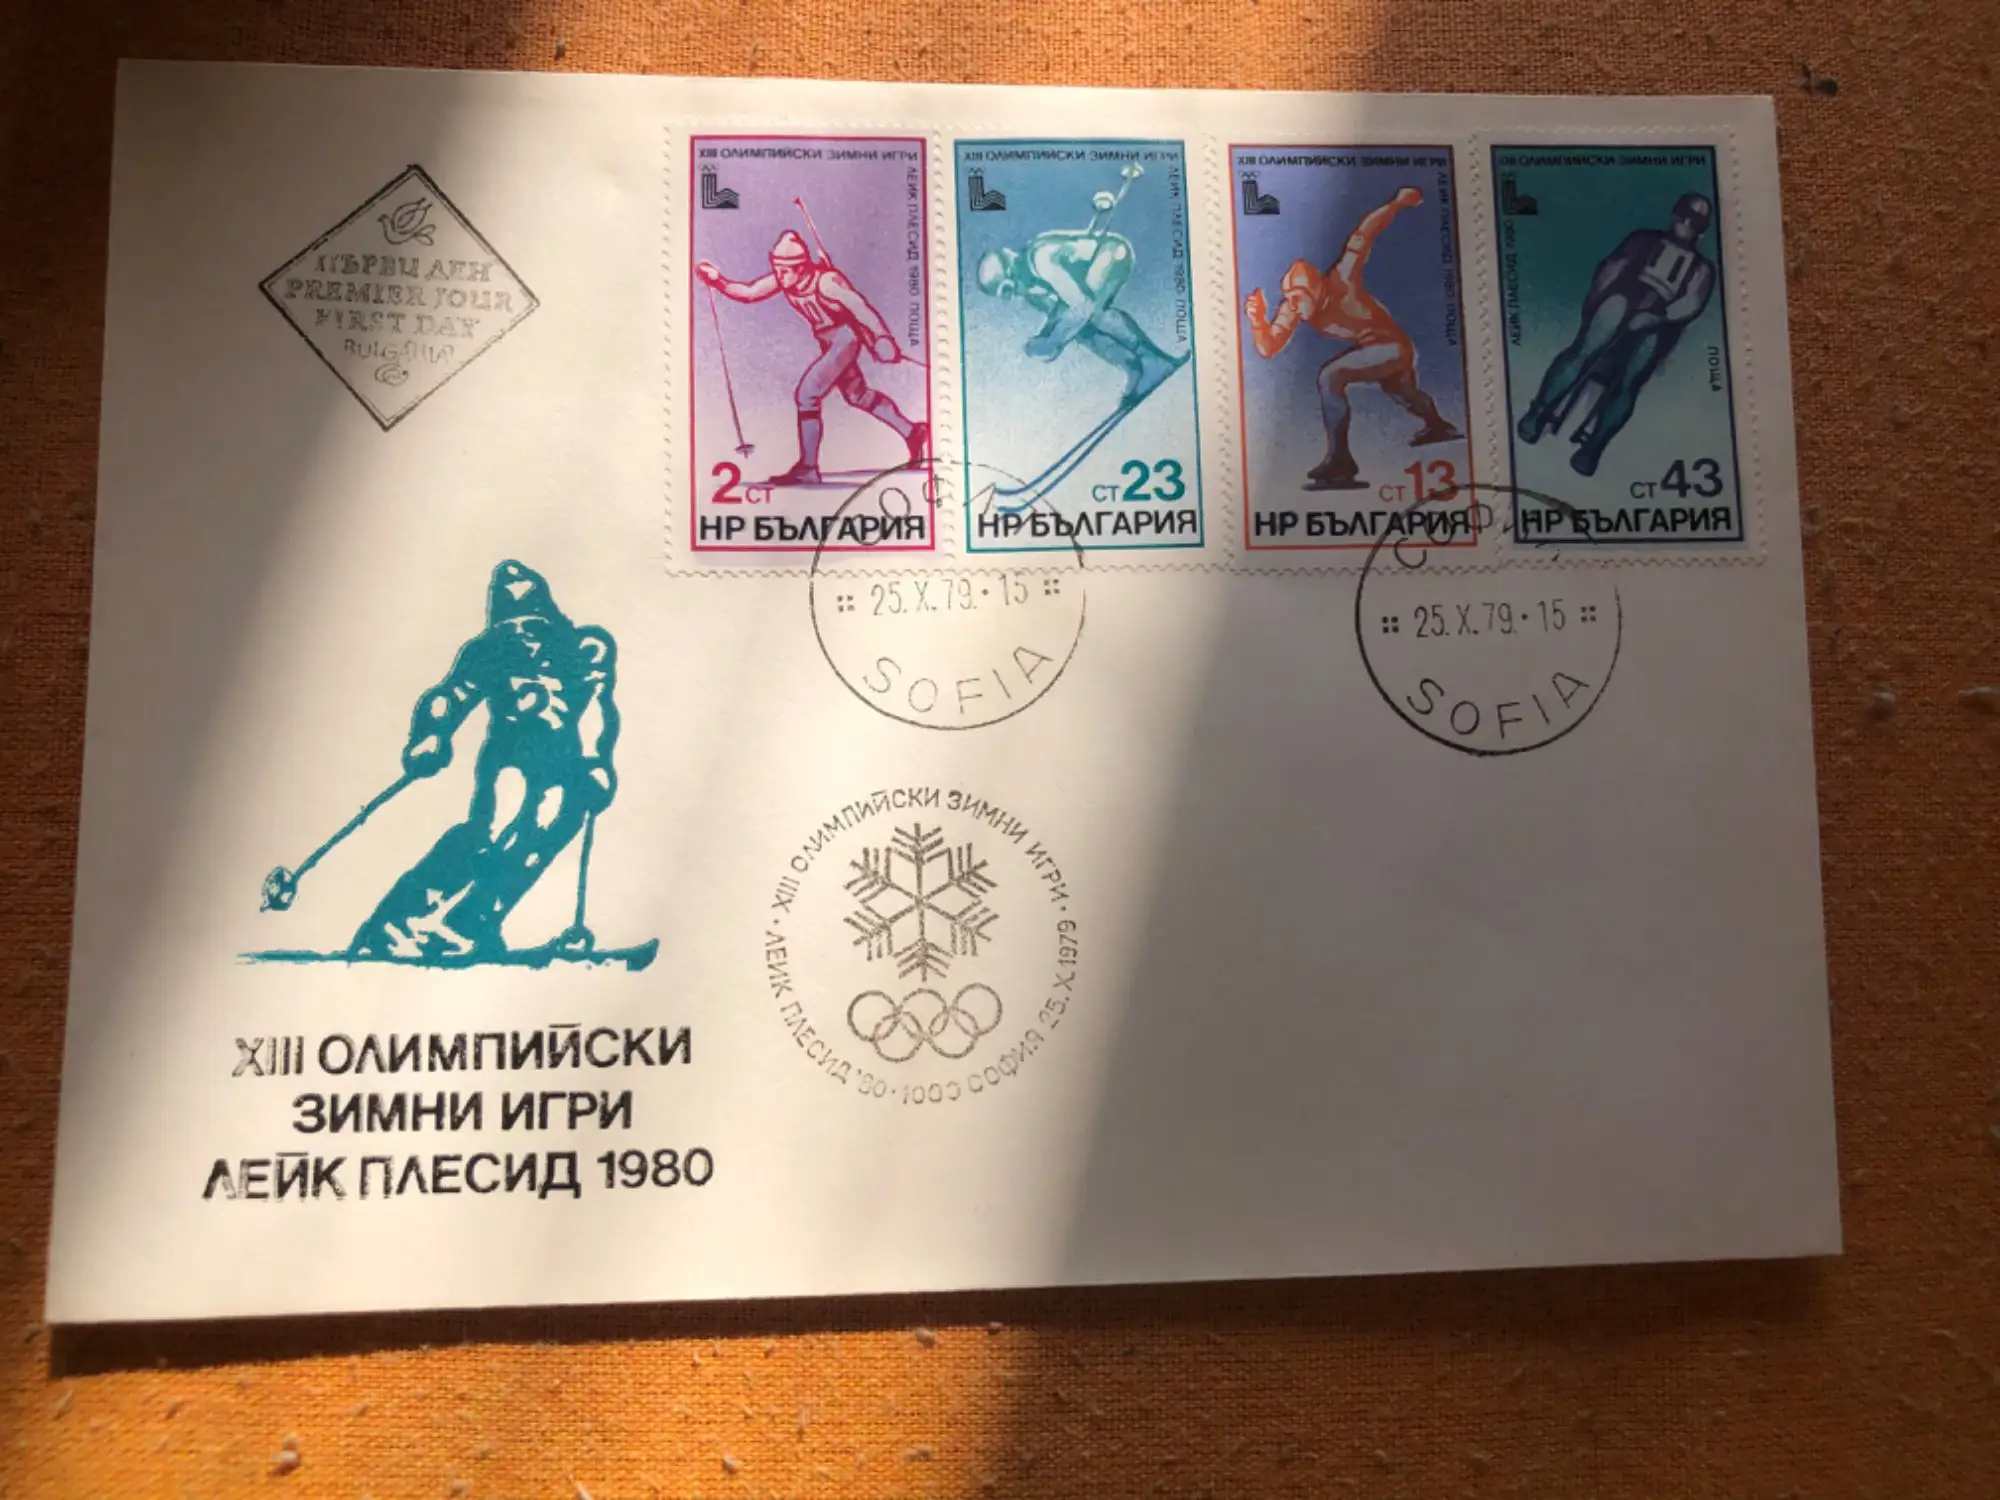 ПЪРВИ ДЕН
PREMIER JOUR
FIRST DAY
BULGARIA
XIII ОЛИМПИЙСКИ ЗИМНИ ИГРИ
ЛЕЙК ПЛЕСИД 1980 ПОЩА
2 СТ
НР БЪЛГАРИЯ
XIII ОЛИМПИЙСКИ ЗИМНИ ИГРИ
ЛЕЙК ПЛЕСИД 1980 ПОЩА
СТ 23
НР БЪЛГАРИЯ
XIII ОЛИМПИЙСКИ ЗИМНИ ИГРИ
ЛЕЙК ПЛЕСИД 1980 ПОЩА
СТ 13
НР БЪЛГАРИЯ
XIII ОЛИМПИЙСКИ ЗИМНИ ИГРИ
ЛЕЙК ПЛЕСИД 1980
ПОЩА
СТ 43
НР БЪЛГАРИЯ
СОФИЯ
25.X.79.·15
SOFIA
СОФИЯ
25.X.79.·15
SOFIA
· XIII ОЛИМПИЙСКИ ЗИМНИ ИГРИ ·
ЛЕЙК ПЛЕСИД '80 · 1000 СОФИЯ 25.X.1979
XIII ОЛИМПИЙСКИ
ЗИМНИ ИГРИ
ЛЕЙК ПЛЕСИД 1980